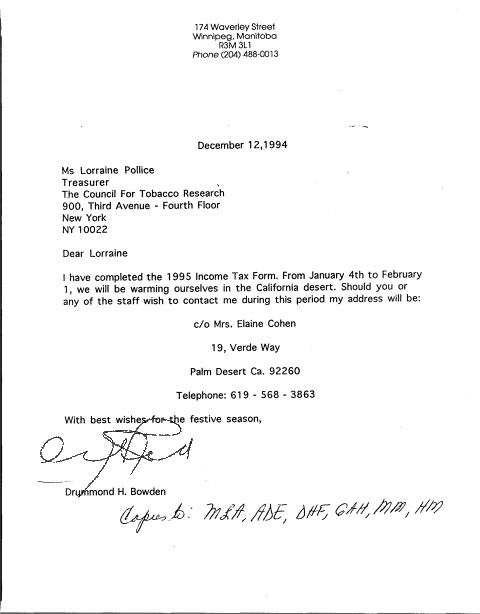 174 Waverley Street
Winnipeg, Manitoba
R3M 3L1
Phone (204) 488-0013
December 12,1994
Ms Lorraine Pollice
Treasurer
The Council For Tobacco Research
900, Third Avenue - Fourth Floor
New York
NY 10022
Dear Lorraine
I have completed the 1995 Income Tax Form. From January 4th to February
1, we will be warming ourselves in the California desert. Should you or
any of the staff wish to contact me during this period my address will be:
c/o Mrs. Elaine Cohen
19, Verde Way
Palm Desert Ca. 92260
Telephone: 619 - 568 - 3863
With best wishes for the festive season,
Drummond H. Bowden
Copies to: MLA, ADE, DHF, GAH, MM, HM